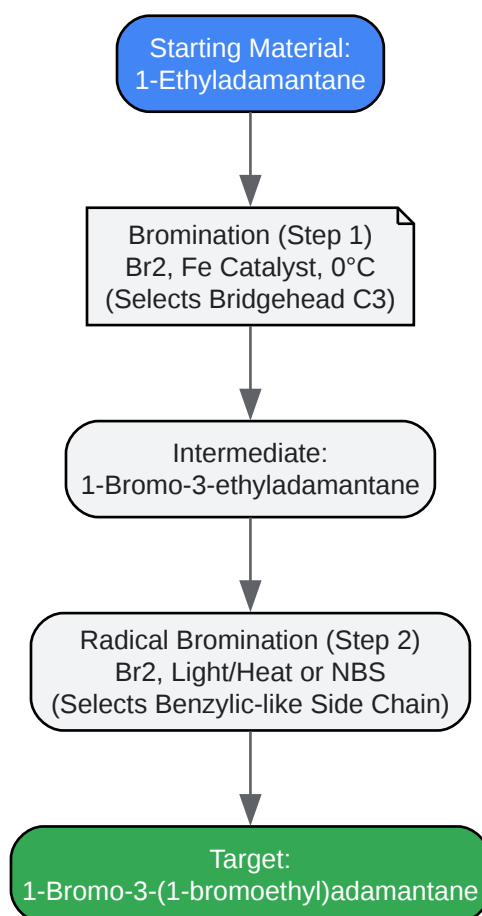 Starting Material:
1-Ethyladamantane
Bromination (Step 1)
Br2, Fe Catalyst, 0°C
(Selects Bridgehead C3)
Intermediate:
1-Bromo-3-ethyladamantane
Radical Bromination (Step 2)
Br2, Light/Heat or NBS
(Selects Benzylic-like Side Chain)
Target:
1-Bromo-3-(1-bromoethyl)adamantane